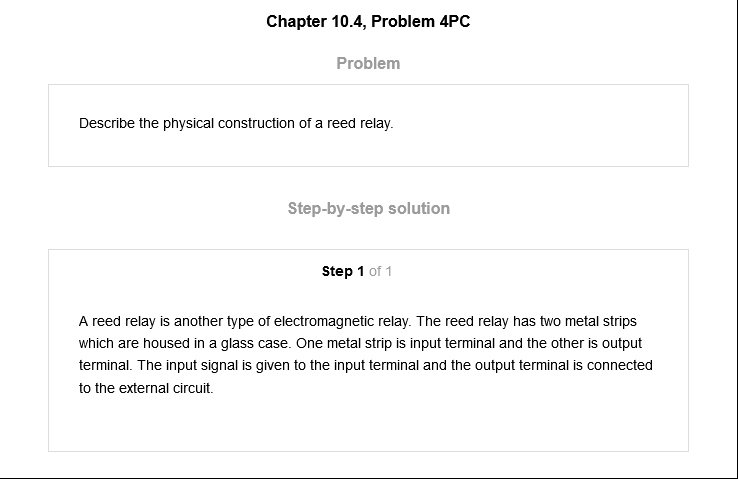 Chapter 10.4, Problem 4PC
Problem
Describe the physical construction of a reed relay.
Step-by-step solution
Step 1 of 1
A reed relay is another type of electromagnetic relay. The reed relay has two metal strips
which are housed in a glass case. One metal strip is input terminal and the other is output
terminal. The input signal is given to the input terminal and the output terminal is connected
to the external circuit.